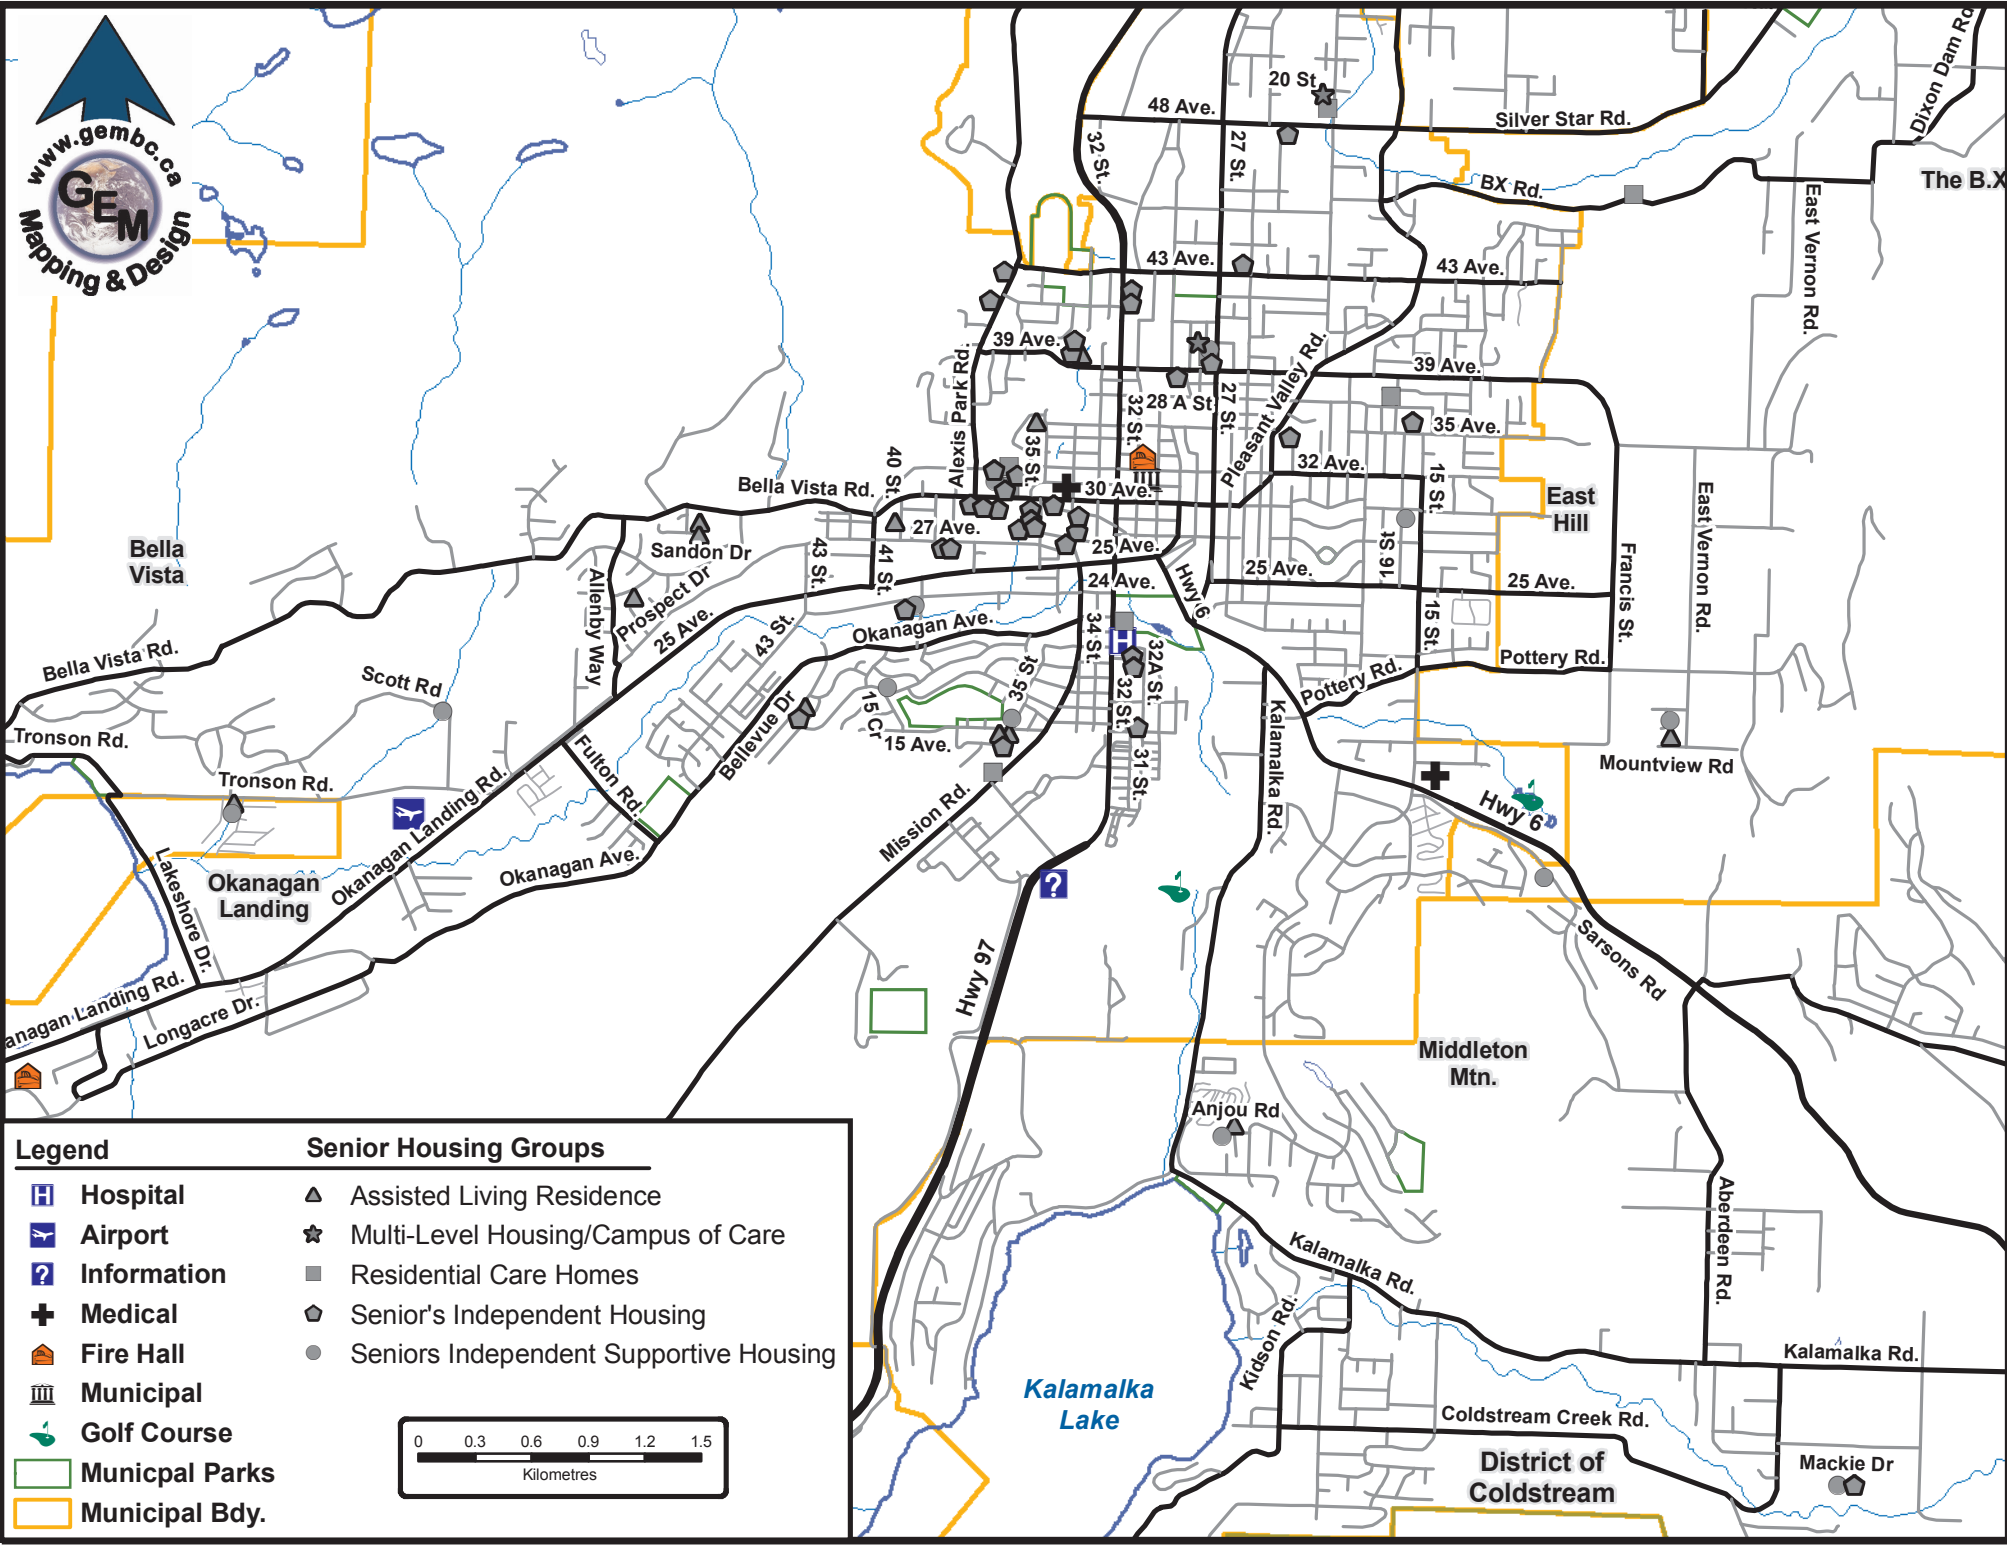 www.gembc.ca
GEM
Mapping & Design
20 St
48 Ave.
Silver Star Rd.
Dixon Dam Rd
32 St.
27 St.
BX Rd.
The B.X
East Vernon Rd.
43 Ave.
43 Ave.
39 Ave.
39 Ave.
Alexis Park Rd.
28 A St
32 St.
27 St.
Pleasant Valley Rd.
35 Ave.
35 St.
40 St.
32 Ave.
15 St.
Bella Vista Rd.
30 Ave.
East
Hill
East Vernon Rd.
27 Ave.
25 Ave.
16 St
Francis St.
Bella
Vista
Sandon Dr
43 St.
41 St.
24 Ave.
Hwy 6
25 Ave.
25 Ave.
Allenby Way
Prospect Dr
25 Ave.
43 St.
Okanagan Ave.
34 St.
32A St.
15 St.
Bella Vista Rd.
Scott Rd
15 Cr
35 St
32 St.
Pottery Rd.
Pottery Rd.
Tronson Rd.
Fulton Rd.
Bellevue Dr
15 Ave.
31 St.
Kalamalka Rd.
Mountview Rd
Tronson Rd.
Okanagan Landing Rd.
Mission Rd.
Hwy 6
Lakeshore Dr.
Okanagan
Landing
Okanagan Ave.
Hwy 97
Sarsons Rd
anagan Landing Rd.
Longacre Dr.
Middleton
Mtn.
Anjou Rd
Aberdeen Rd.
Kalamalka Rd.
Kidson Rd.
Kalamalka Rd.
Kalamalka
Lake
Coldstream Creek Rd.
District of
Coldstream
Mackie Dr
Legend
Hospital
Airport
Information
Medical
Fire Hall
Municipal
Golf Course
Municpal Parks
Municipal Bdy.
Senior Housing Groups
Assisted Living Residence
Multi-Level Housing/Campus of Care
Residential Care Homes
Senior's Independent Housing
Seniors Independent Supportive Housing
0 0.3 0.6 0.9 1.2 1.5
Kilometres